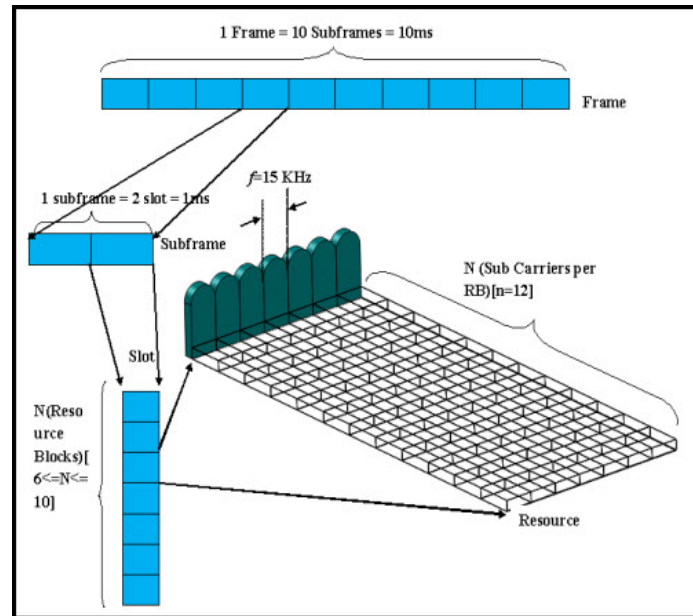 1 Frame = 10 Subframes = 10ms
Frame
1 subframe = 2 slot = 1ms
Subframe
f=15 KHz
N (Sub Carriers per
RB)[n=12]
Slot
N(Reso
urce
Blocks)[
6<=N<=
10]
Resource